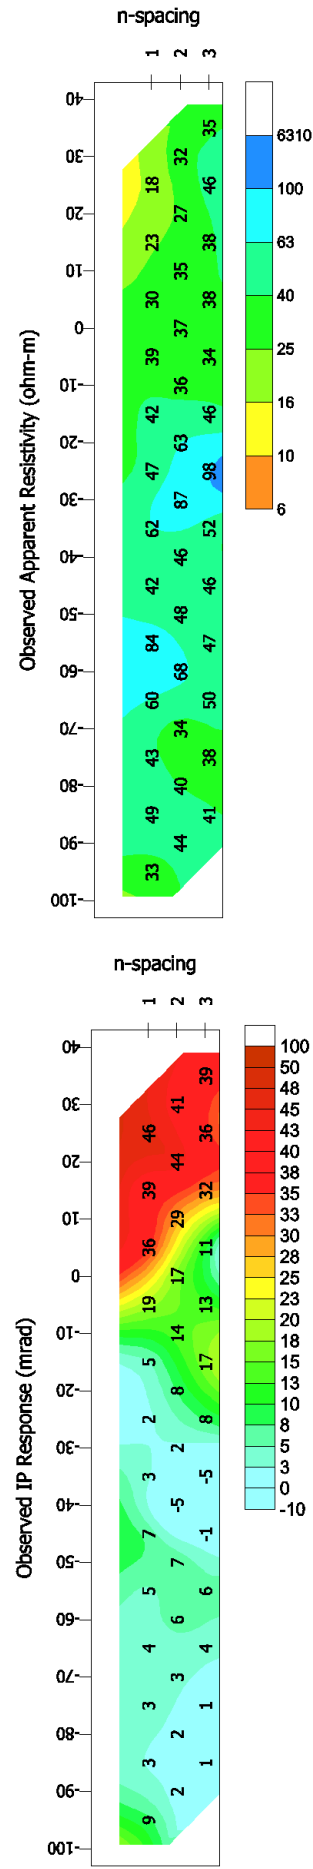 n-spacing
1 2 3
Observed Apparent Resistivity (ohm-m)
40 30 20 10 0 -10 -20 -30 -40 -50 -60 -70 -80 -90 -100
18 23 30 39 42 47 62 42 84 60 43 49 33
32 27 35 37 36 63 87 46 48 68 34 40 44
35 46 38 38 34 46 98 52 46 47 50 38 41
6310
100
63
40
25
16
10
6
n-spacing
1 2 3
Observed IP Response (mrad)
40 30 20 10 0 -10 -20 -30 -40 -50 -60 -70 -80 -90 -100
46 39 36 19 5 2 3 7 5 4 3 3 9
41 44 29 17 14 8 2 -5 7 6 3 2 2
39 36 32 11 13 17 8 -5 -1 6 4 1 1
100
50
48
45
43
40
38
35
33
30
28
25
23
20
18
15
13
10
8
5
3
0
-10